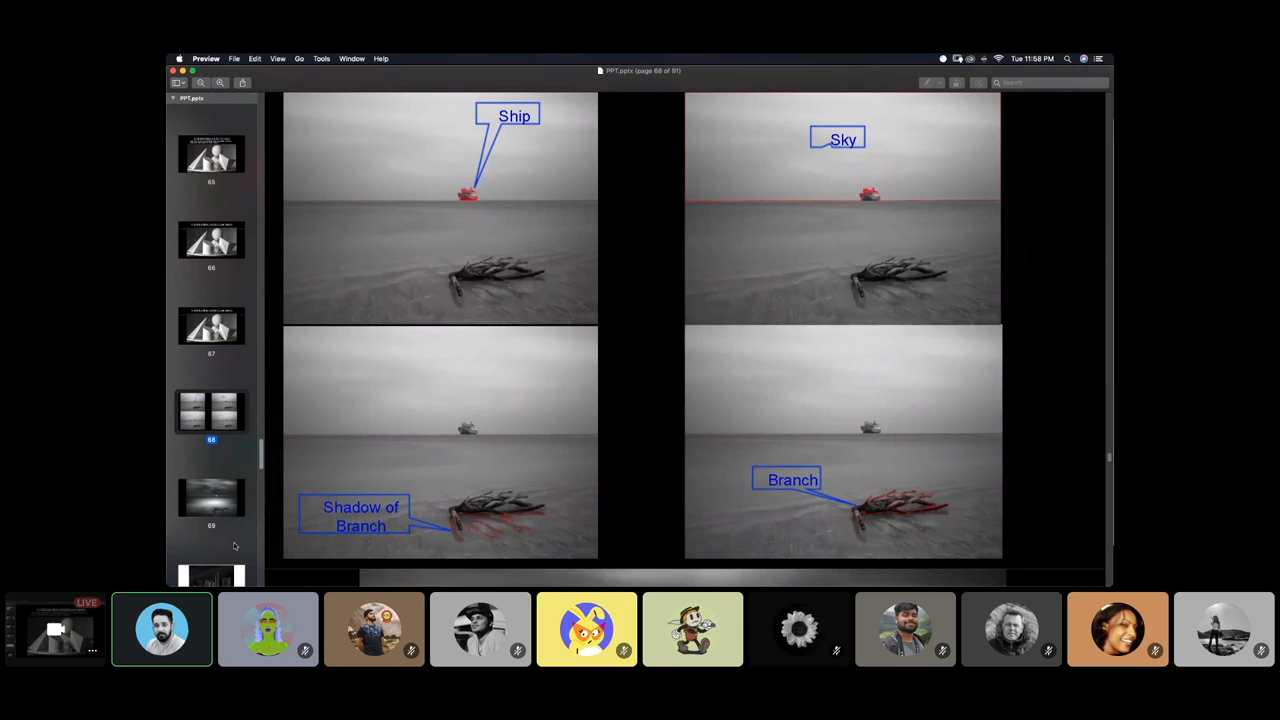 Preview File Edit View Go Tools Window Help
Tue 11:58 PM
PPT.pptx (page 68 of 91)
Search
PPT.pptx
65
66
67
68
69
Ship
Sky
Shadow of
Branch
Branch
LIVE